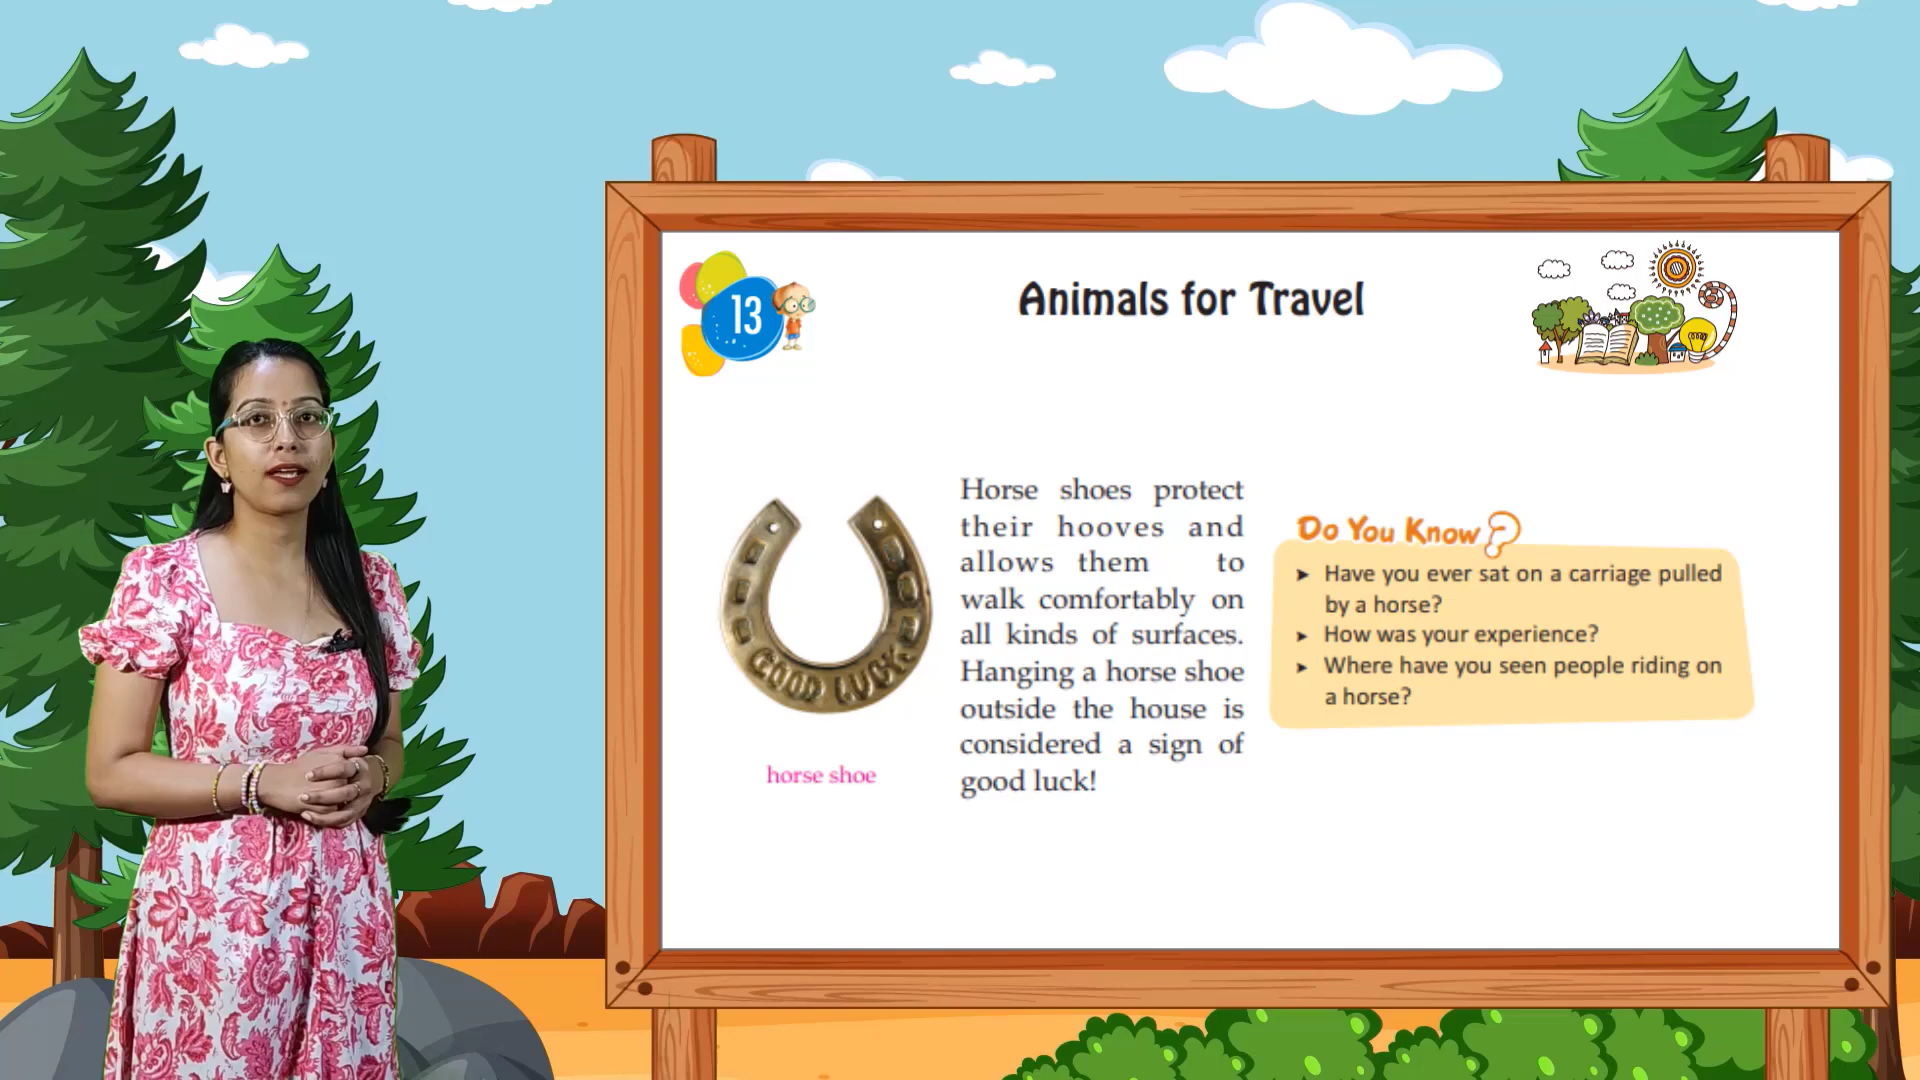 13
Animals for Travel
GOOD LUCK
horse shoe
Horse shoes protect
their hooves and
allows them to
walk comfortably on
all kinds of surfaces.
Hanging a horse shoe
outside the house is
considered a sign of
good luck!
Do You Know?
➤ Have you ever sat on a carriage pulled
by a horse?
➤ How was your experience?
➤ Where have you seen people riding on
a horse?